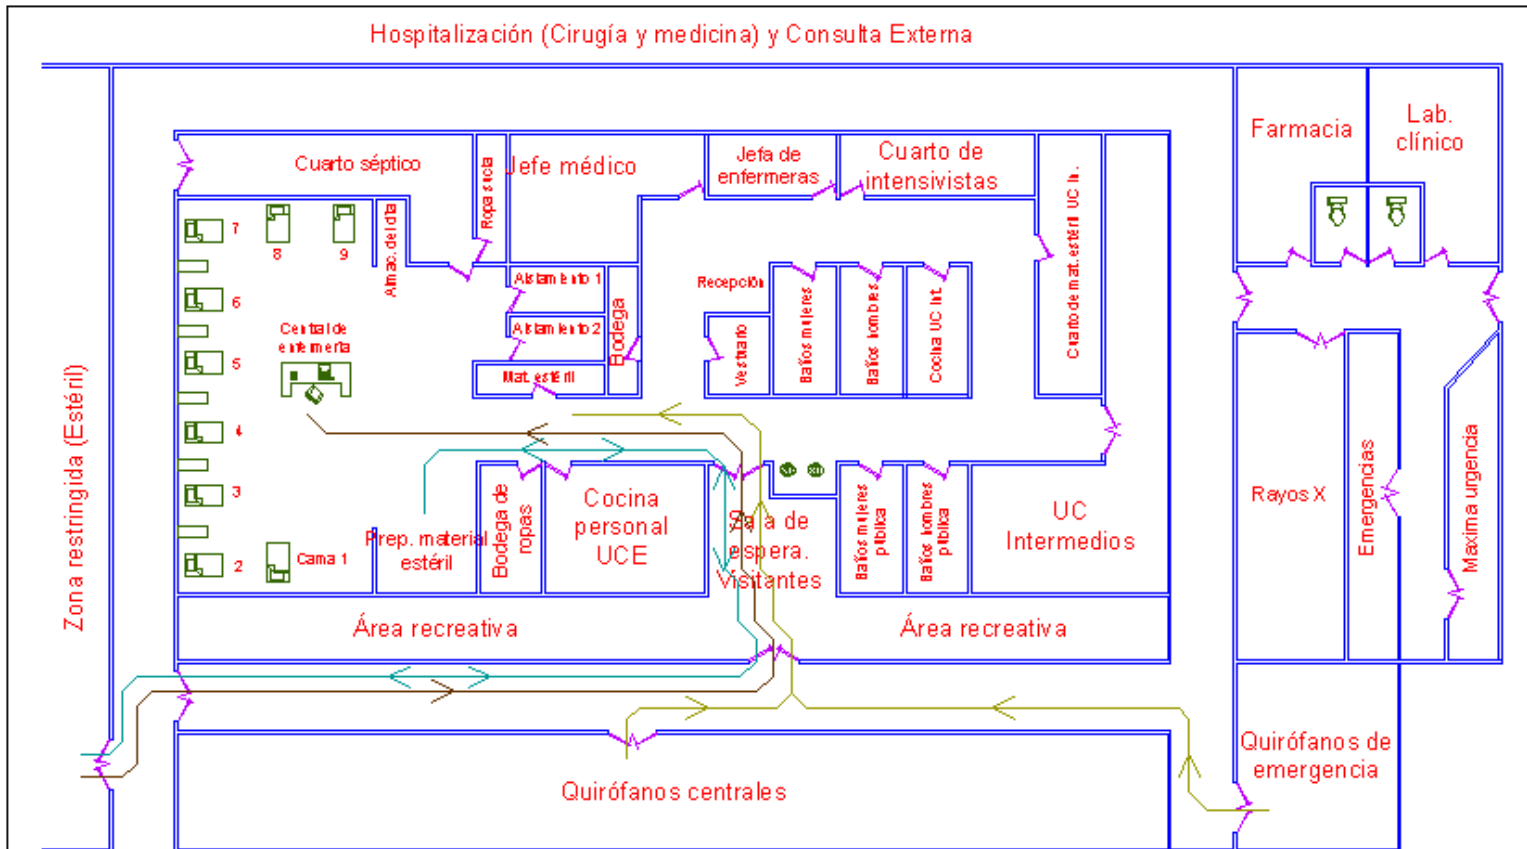 Hospitalización (Cirugía y medicina) y Consulta Externa
Farmacia
Lab.
clínico
Cuarto séptico
Ropa sucia
Jefe médico
Jefa de
enfermeras
Cuarto de
intensivistas
Cuarto de mat. estéril UC Int.
7
8
9
Almac. del día
Aislamiento 1
Recepción
6
Central de
enfermería
Aislamiento 2
Bodega
Vestuario
Baños mujeres
Baños hombres
Cocina UC Int.
5
Mat. estéril
Zona restringida (Estéril)
4
3
Prep. material
estéril
Bodega de
ropas
Cocina
personal
UCE
Sala de
espera.
Visitantes
Baños mujeres
pública
Baños hombres
pública
UC
Intermedios
Rayos X
Emergencias
Maxima urgencia
2
Cama 1
Área recreativa
Área recreativa
Quirófanos centrales
Quirófanos de
emergencia